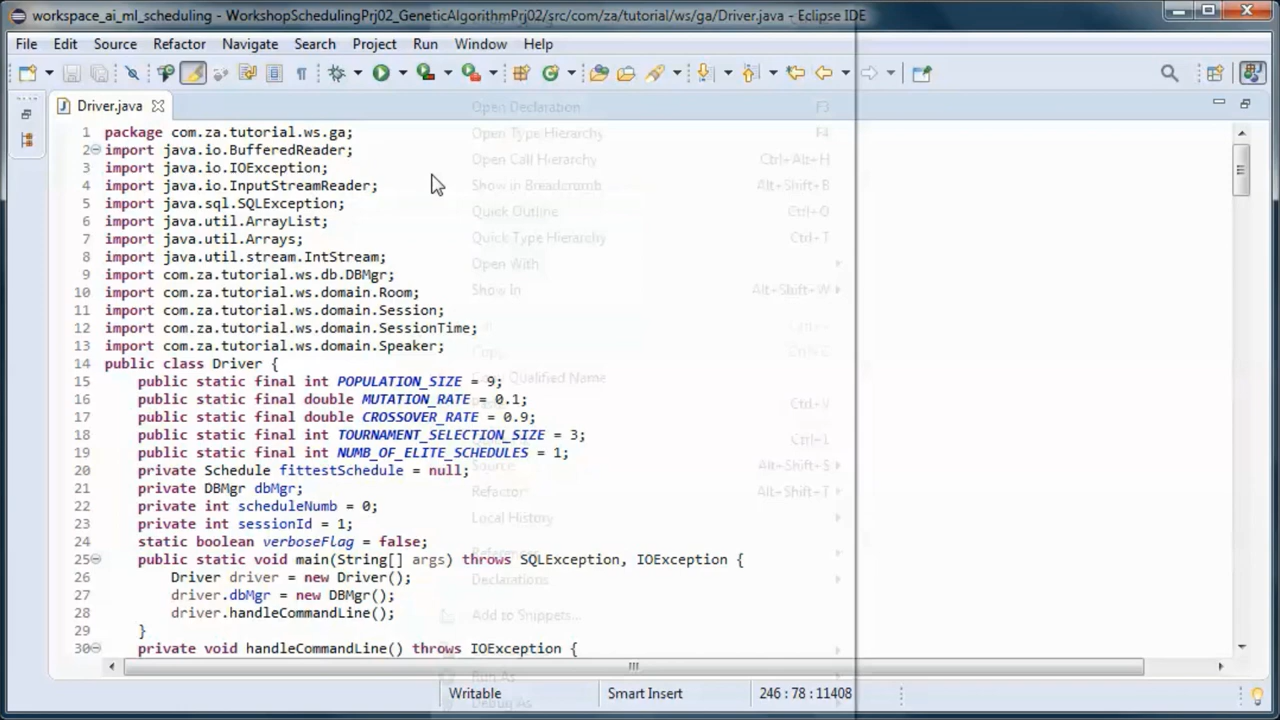 workspace_ai_ml_scheduling - WorkshopSchedulingPrj02_GeneticAlgorithmPrj02/src/com/za/tutorial/ws/ga/Driver.java - Eclipse IDE
File Edit Source Refactor Navigate Search Project Run Window Help
Driver.java
1 package com.za.tutorial.ws.ga;
2 import java.io.BufferedReader;
3 import java.io.IOException;
4 import java.io.InputStreamReader;
5 import java.sql.SQLException;
6 import java.util.ArrayList;
7 import java.util.Arrays;
8 import java.util.stream.IntStream;
9 import com.za.tutorial.ws.db.DBMgr;
10 import com.za.tutorial.ws.domain.Room;
11 import com.za.tutorial.ws.domain.Session;
12 import com.za.tutorial.ws.domain.SessionTime;
13 import com.za.tutorial.ws.domain.Speaker;
14 public class Driver {
15 public static final int POPULATION_SIZE = 9;
16 public static final double MUTATION_RATE = 0.1;
17 public static final double CROSSOVER_RATE = 0.9;
18 public static final int TOURNAMENT_SELECTION_SIZE = 3;
19 public static final int NUMB_OF_ELITE_SCHEDULES = 1;
20 private Schedule fittestSchedule = null;
21 private DBMgr dbMgr;
22 private int scheduleNumb = 0;
23 private int sessionId = 1;
24 static boolean verboseFlag = false;
25 public static void main(String[] args) throws SQLException, IOException {
26 Driver driver = new Driver();
27 driver.dbMgr = new DBMgr();
28 driver.handleCommandLine();
29 }
30 private void handleCommandLine() throws IOException {
Open Declaration F3
Open Type Hierarchy F4
Open Call Hierarchy Ctrl+Alt+H
Show in Breadcrumb Alt+Shift+B
Quick Outline Ctrl+O
Quick Type Hierarchy Ctrl+T
Open With
Show In Alt+Shift+W
Copy Ctrl+C
Copy Qualified Name
Ctrl+V
Source Alt+Shift+S
Refactor Alt+Shift+T
Local History
References
Declarations
Add to Snippets...
Run As
Debug As
Writable Smart Insert 246 : 78 : 11408